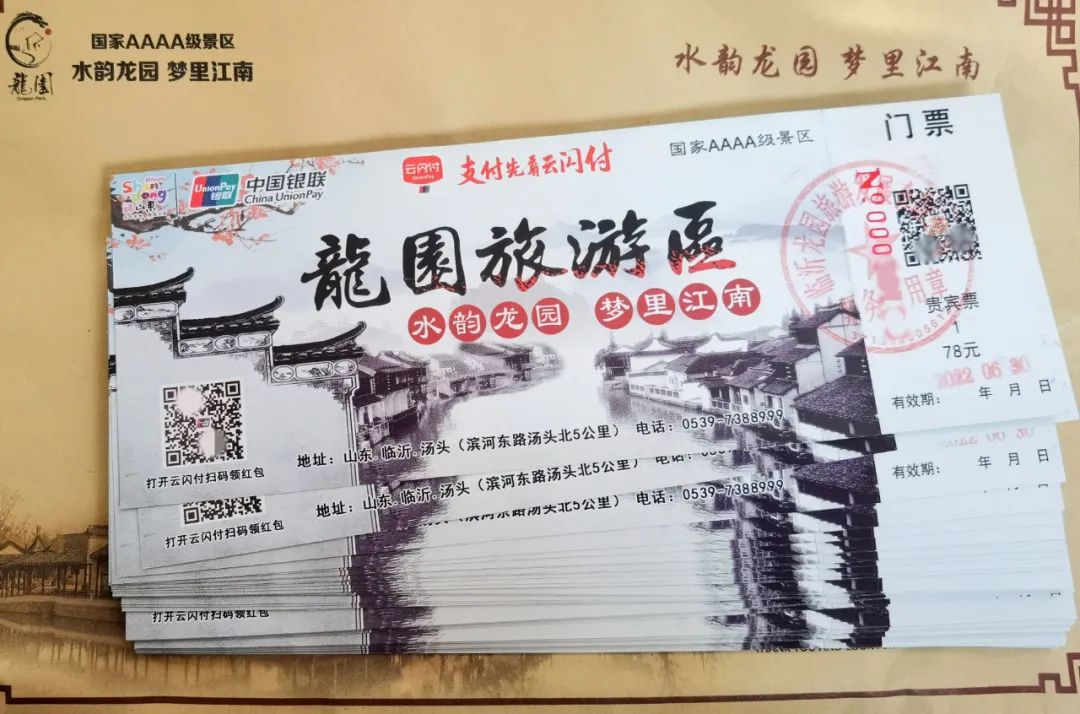 龍園
Dragon Park
国家AAAA级景区
水韵龙园 梦里江南
水韵龙园 梦里江南
中国银联
China UnionPay
UnionPay
银联
云闪付
UnionPay
支付先看云闪付
国家AAAA级景区
门票
龍園旅游區
水韵龙园 梦里江南
No000
贵宾票
1
78元
2022 06 30
有效期: 年 月 日
打开云闪付扫码领红包
地址：山东.临沂.汤头（滨河东路汤头北5公里） 电话：0539-7388999
2022 06 30
有效期: 年 月 日
打开云闪付扫码领红包
地址：山东.临沂.汤头（滨河东路汤头北5公里） 电话：0539-7388999
打开云闪付扫码领红包